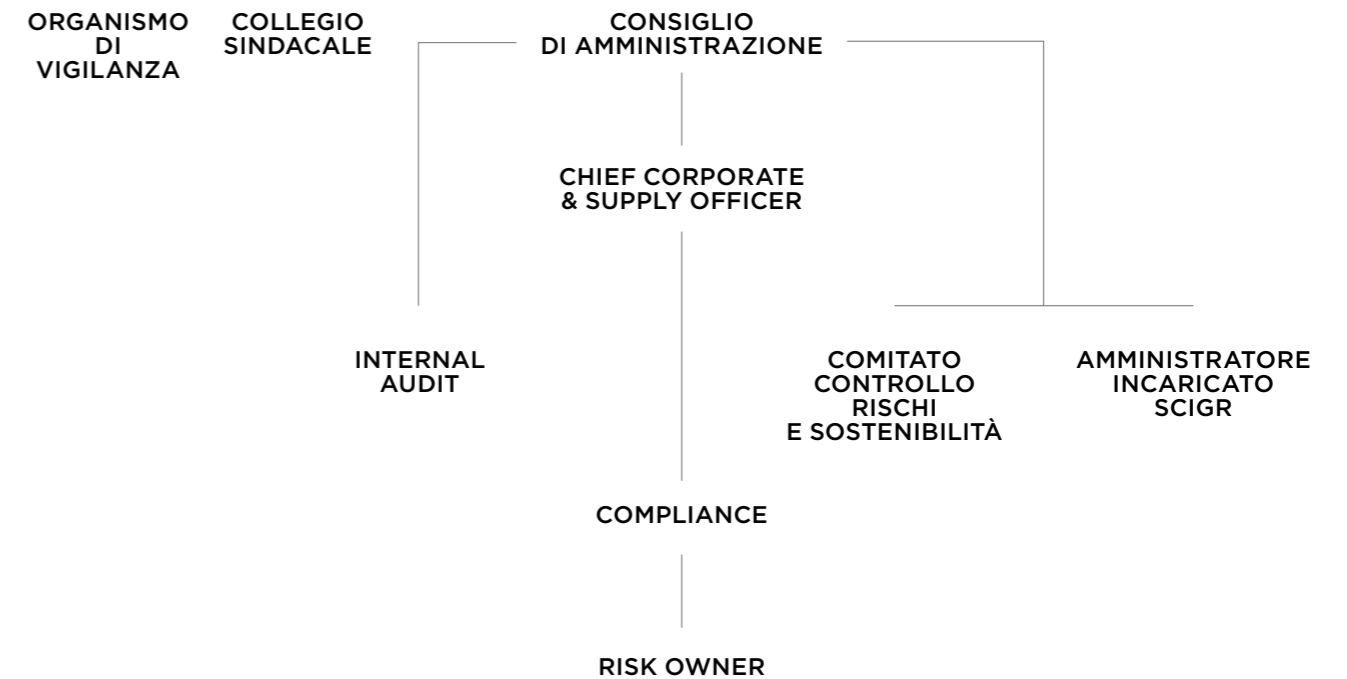 ORGANISMO
DI
VIGILANZA
COLLEGIO
SINDACALE
CONSIGLIO
DI AMMINISTRAZIONE
CHIEF CORPORATE
& SUPPLY OFFICER
INTERNAL
AUDIT
COMITATO
CONTROLLO
RISCHI
E SOSTENIBILITÀ
AMMINISTRATORE
INCARICATO
SCIGR
COMPLIANCE
RISK OWNER